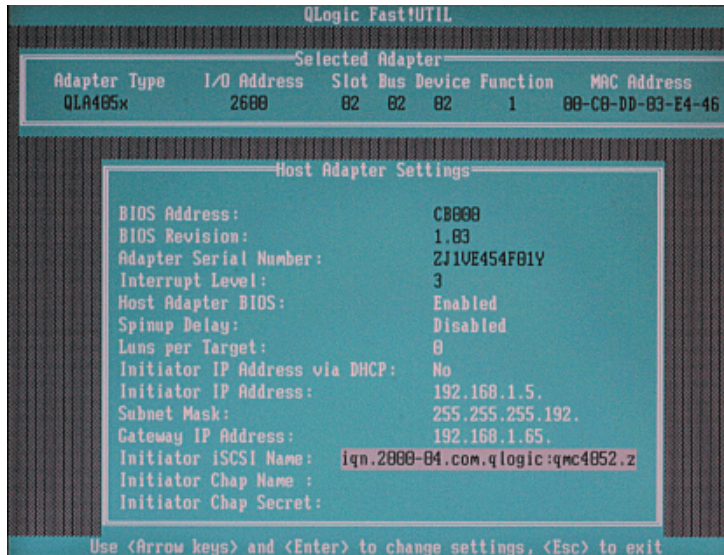 QLogic Fast!UTIL
Selected Adapter
Adapter Type I/O Address Slot Bus Device Function MAC Address
QLA405x 2600 02 02 02 1 00-C0-DD-03-E4-46
Host Adapter Settings
BIOS Address: CB000
BIOS Revision: 1.03
Adapter Serial Number: ZJ1VE454F01Y
Interrupt Level: 3
Host Adapter BIOS: Enabled
Spinup Delay: Disabled
Luns per Target: 0
Initiator IP Address via DHCP: No
Initiator IP Address: 192.168.1.5.
Subnet Mask: 255.255.255.192.
Gateway IP Address: 192.168.1.65.
Initiator iSCSI Name: iqn.2000-04.com.qlogic:qmc4052.z
Initiator Chap Name :
Initiator Chap Secret:
Use <Arrow keys> and <Enter> to change settings, <Esc> to exit